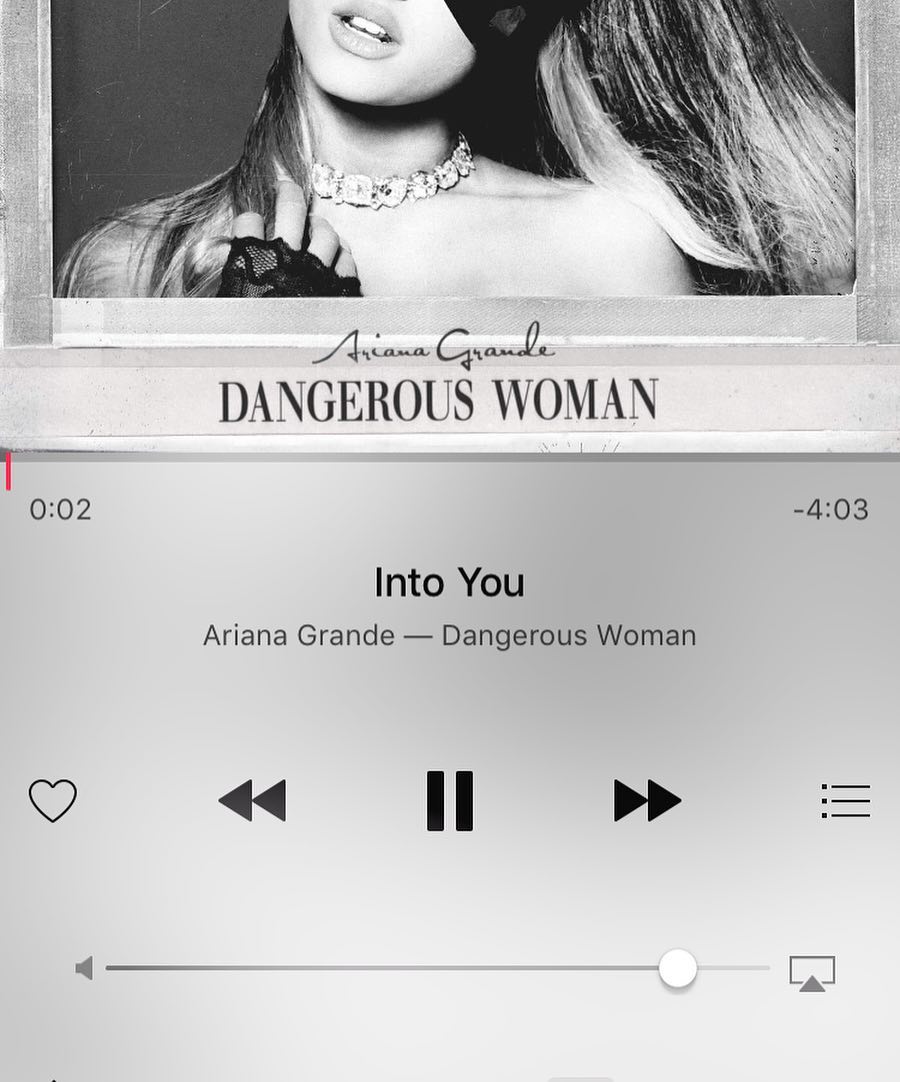 Ariana Grande
DANGEROUS WOMAN
0:02 -4:03
Into You
Ariana Grande — Dangerous Woman